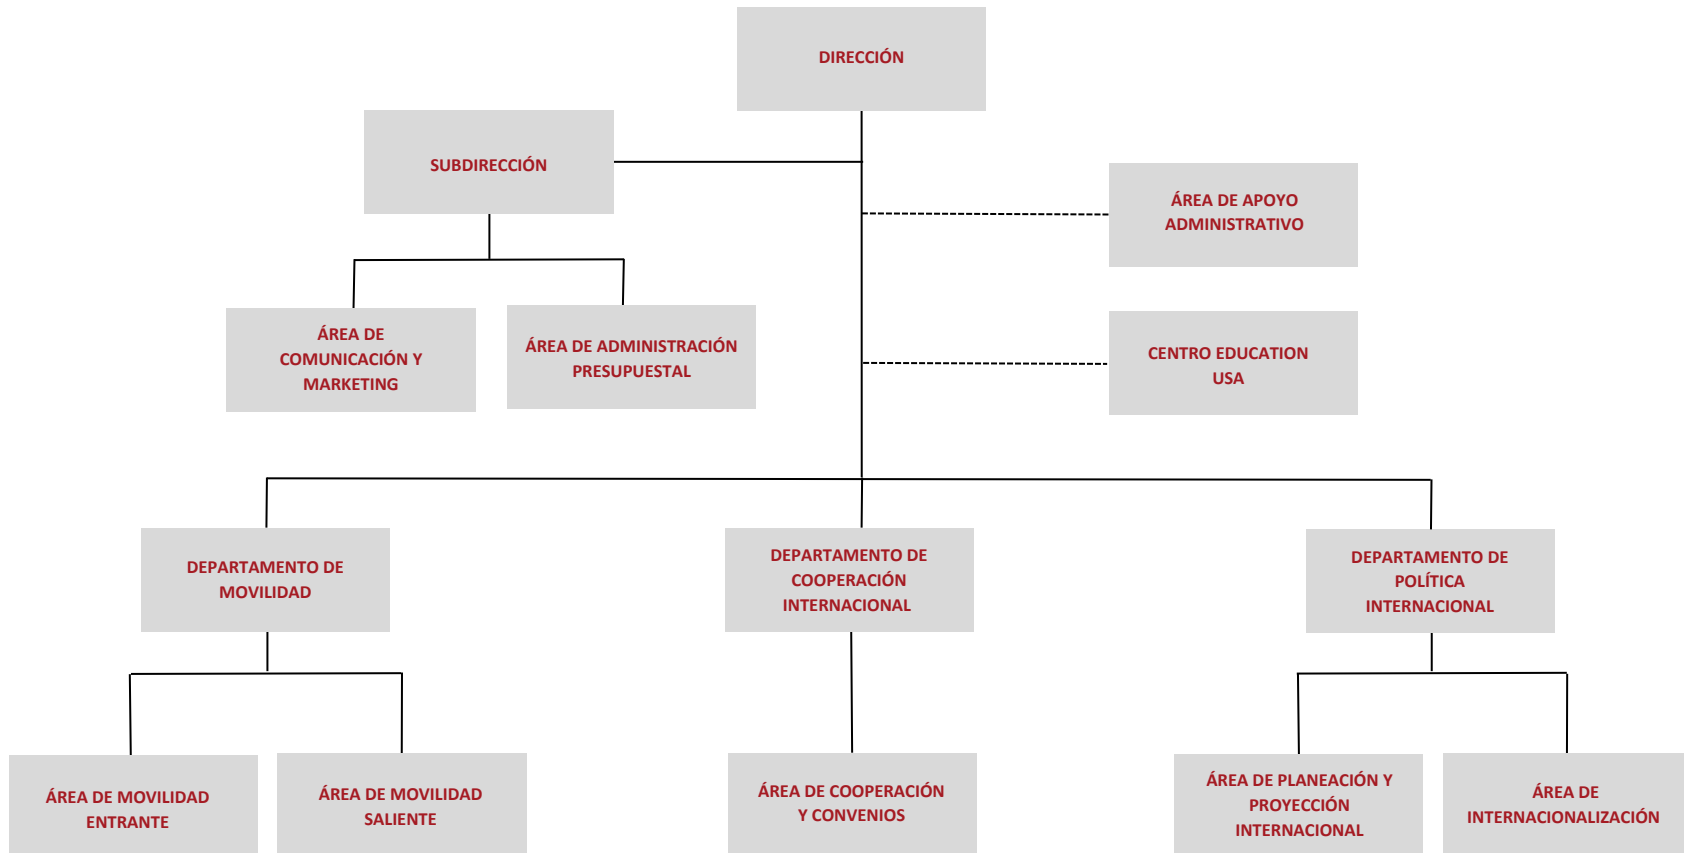 DIRECCIÓN
SUBDIRECCIÓN
ÁREA DE APOYO
ADMINISTRATIVO
ÁREA DE
COMUNICACIÓN Y
MARKETING
ÁREA DE ADMINISTRACIÓN
PRESUPUESTAL
CENTRO EDUCATION
USA
DEPARTAMENTO DE
MOVILIDAD
DEPARTAMENTO DE
COOPERACIÓN
INTERNACIONAL
DEPARTAMENTO DE
POLÍTICA
INTERNACIONAL
ÁREA DE MOVILIDAD
ENTRANTE
ÁREA DE MOVILIDAD
SALIENTE
ÁREA DE COOPERACIÓN
Y CONVENIOS
ÁREA DE PLANEACIÓN Y
PROYECCIÓN
INTERNACIONAL
ÁREA DE
INTERNACIONALIZACIÓN